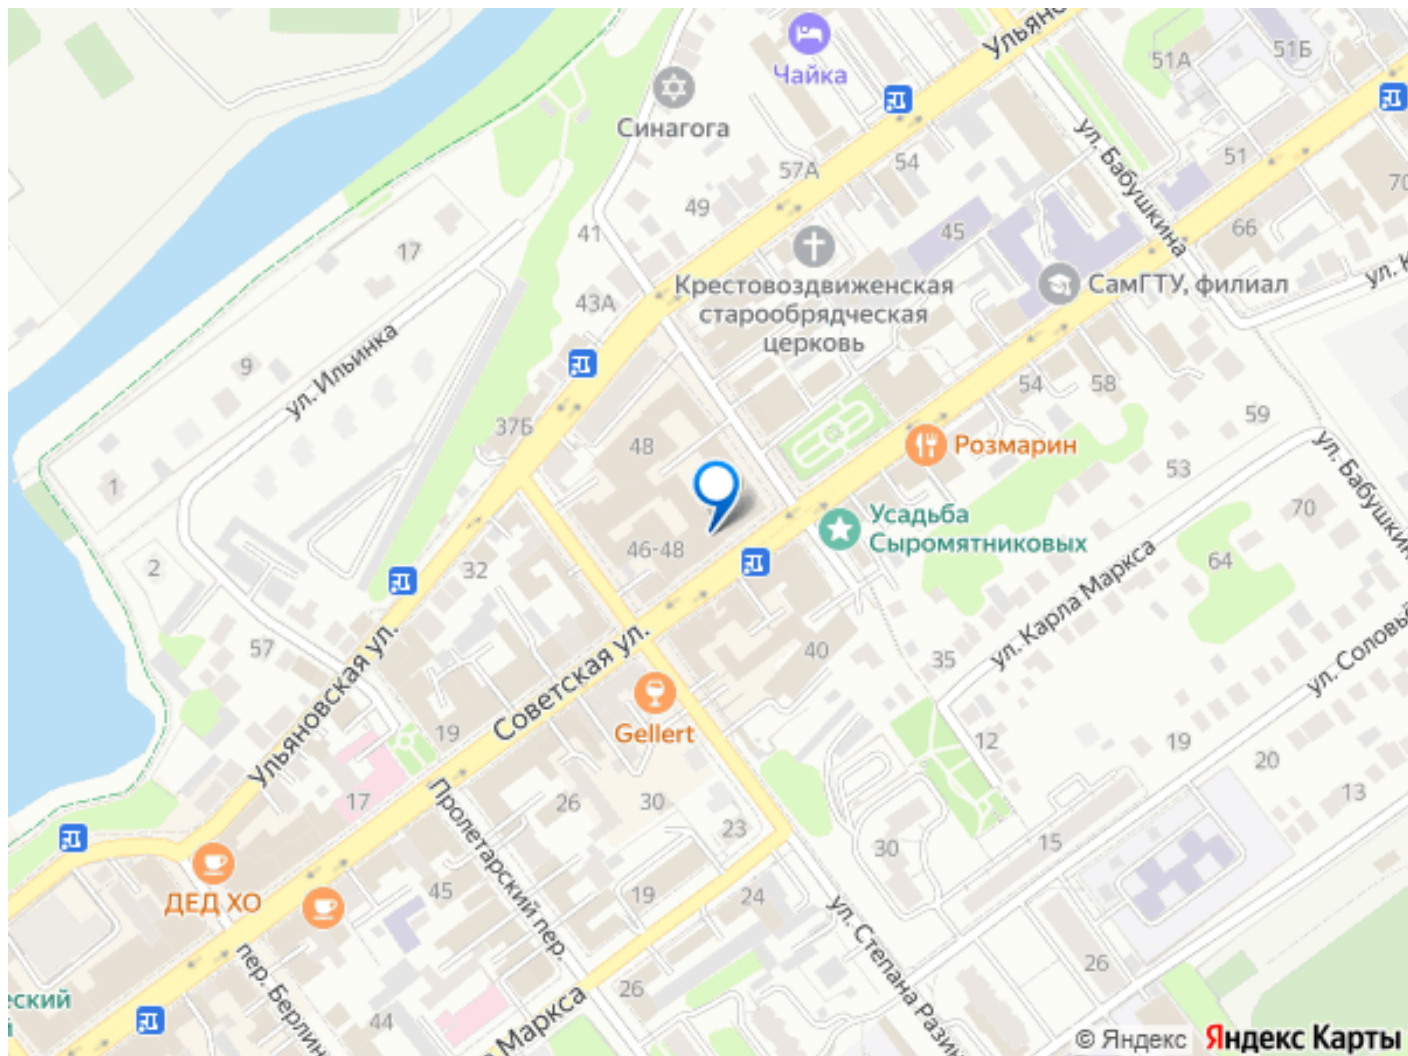 Ульяно
Чайка
51А
51Б
Синагога
57А
54
51
70
ул. Бабушкина
49
41
17
45
66
Крестовоздвиженская
старообрядческая
церковь
СамГТУ, филиал
ул. К
43А
ул. Ильинка
9
54
58
59
37Б
48
Розмарин
53
ул. Бабушкина
1
70
Усадьба
Сыромятниковых
46-48
2
32
64
ул. Карла Маркса
57
Ульяновская ул.
Советская ул.
40
35
ул. Соловьё
Gellert
19
12
19
20
17
Пролетарский пер.
26
30
23
13
30
15
ДЕД ХО
45
19
24
ул. Степана Разин
пер. Берлин
26
26
еский
й
44
Маркса
© Яндекс
Яндекс Карты